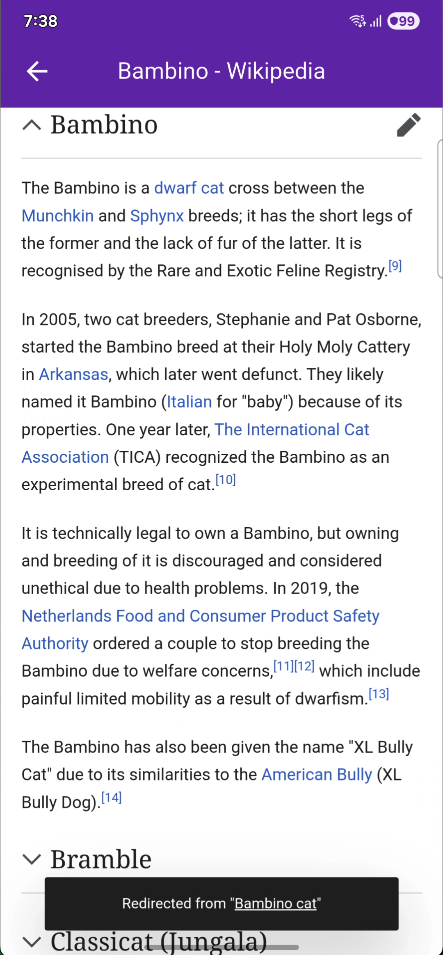 7:38
99
Bambino - Wikipedia
Bambino
The Bambino is a dwarf cat cross between the
Munchkin and Sphynx breeds; it has the short legs of
the former and the lack of fur of the latter. It is
recognised by the Rare and Exotic Feline Registry.[9]
In 2005, two cat breeders, Stephanie and Pat Osborne,
started the Bambino breed at their Holy Moly Cattery
in Arkansas, which later went defunct. They likely
named it Bambino (Italian for "baby") because of its
properties. One year later, The International Cat
Association (TICA) recognized the Bambino as an
experimental breed of cat.[10]
It is technically legal to own a Bambino, but owning
and breeding of it is discouraged and considered
unethical due to health problems. In 2019, the
Netherlands Food and Consumer Product Safety
Authority ordered a couple to stop breeding the
Bambino due to welfare concerns,[11][12] which include
painful limited mobility as a result of dwarfism.[13]
The Bambino has also been given the name "XL Bully
Cat" due to its similarities to the American Bully (XL
Bully Dog).[14]
Bramble
Redirected from "Bambino cat"
Classicat (Jungala)